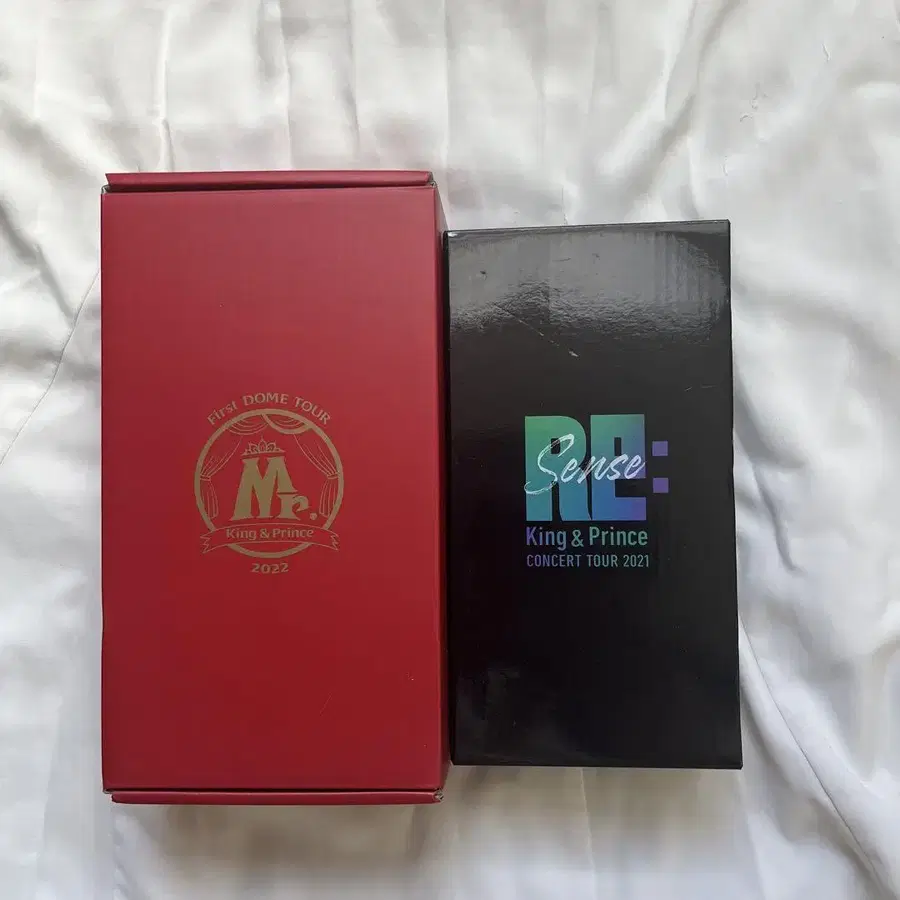 First DOME TOUR
Mr.
King & Prince
2022
RE:
Sense
King & Prince
CONCERT TOUR 2021